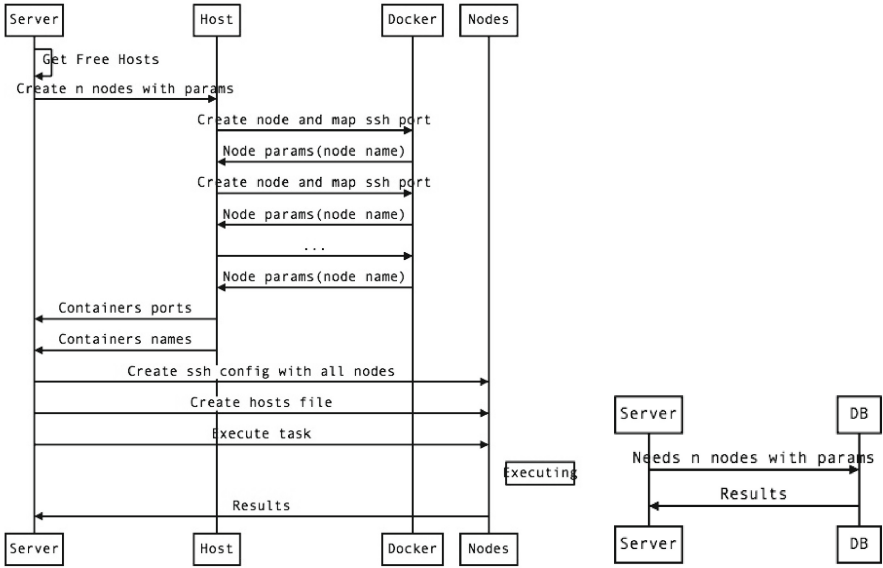 Server
Host
Docker
Nodes
Get Free Hosts
Create n nodes with params
Create node and map ssh port
Node params(node name)
Create node and map ssh port
Node params(node name)
...
Node params(node name)
Containers ports
Containers names
Create ssh config with all nodes
Create hosts file
Execute task
Executing
Results
Server
Host
Docker
Nodes
Server
DB
Needs n nodes with params
Results
Server
DB